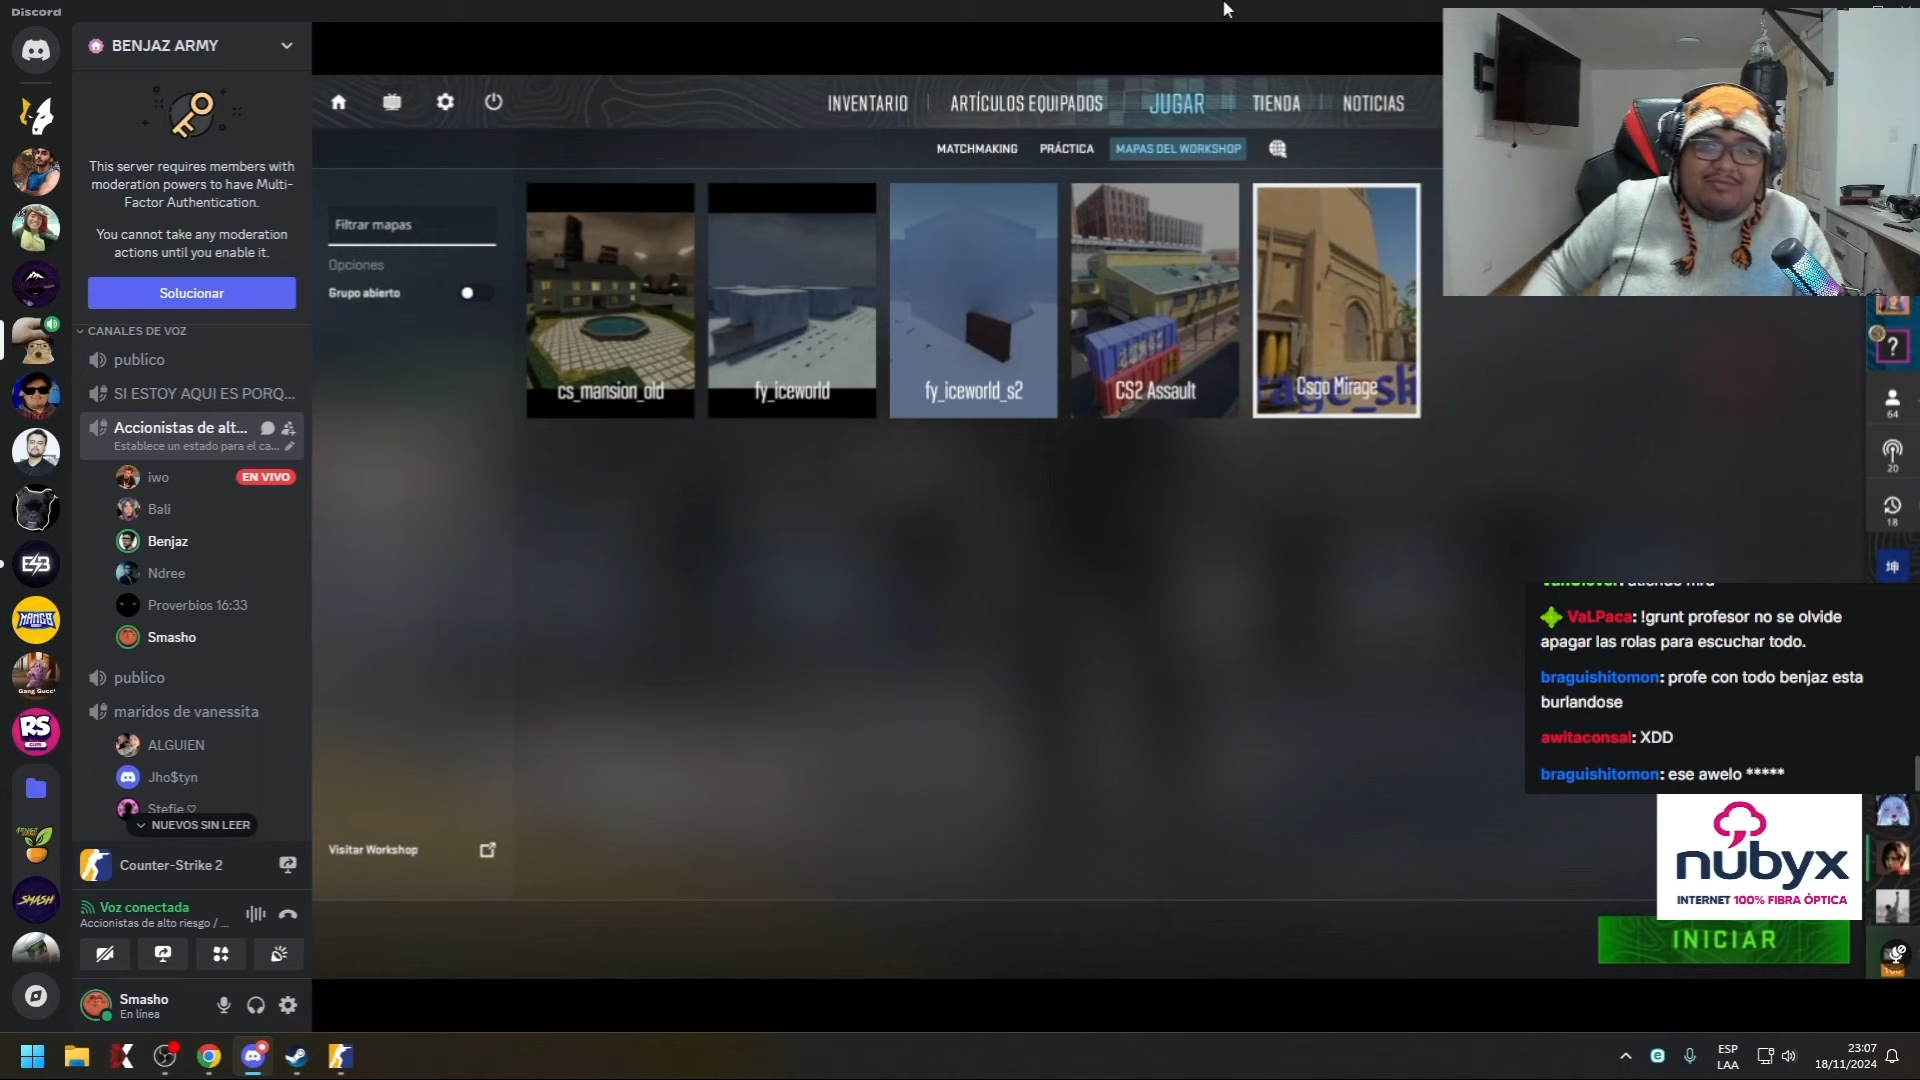 Discord
BENJAZ ARMY
This server requires members with
moderation powers to have Multi-
Factor Authentication.
You cannot take any moderation
actions until you enable it.
Solucionar
CANALES DE VOZ
publico
SI ESTOY AQUI ES PORQ...
Accionistas de alt...
Establece un estado para el ca...
iwo
EN VIVO
Bali
Benjaz
Ndree
Proverbios 16:33
Smasho
publico
maridos de vanessita
ALGUIEN
Jho$tyn
Stefie ♡
NUEVOS SIN LEER
Counter-Strike 2
Voz conectada
Accionistas de alto riesgo / ...
Smasho
En línea
MANGO
Gang Gucci
RS
SMASH
INVENTARIO
ARTÍCULOS EQUIPADOS
JUGAR
TIENDA
NOTICIAS
MATCHMAKING
PRÁCTICA
MAPAS DEL WORKSHOP
Filtrar mapas
Opciones
Grupo abierto
cs_mansion_old
fy_iceworld
fy_iceworld_s2
CS2 Assault
Csgo Mirage
Visitar Workshop
64
20
18
VaLPaca: !grunt profesor no se olvide
apagar las rolas para escuchar todo.
braguishitomon: profe con todo benjaz esta
burlandose
awitaconsal: XDD
braguishitomon: ese awelo *****
nubyx
INTERNET 100% FIBRA ÓPTICA
INICIAR
ESP
LAA
23:07
18/11/2024